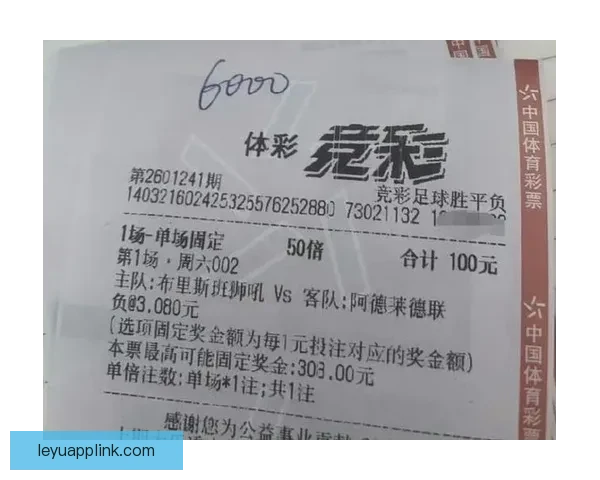 6000
体彩 竞彩
第2601241期
竞彩足球胜平负
140321602425325576252880 73021132
1场-单场固定 50倍 合计 100元
第1场,周六002
主队:布里斯班狮吼 Vs 客队:阿德莱德联
负@3.080元
(选项固定奖金额为每1元投注对应的奖金额)
本票最高可能固定奖金:308.00元
单倍注数:单场*1注;共1注
感谢您为公益事业贡献
中国体育彩票
中国体育彩票
leyuapplink.com